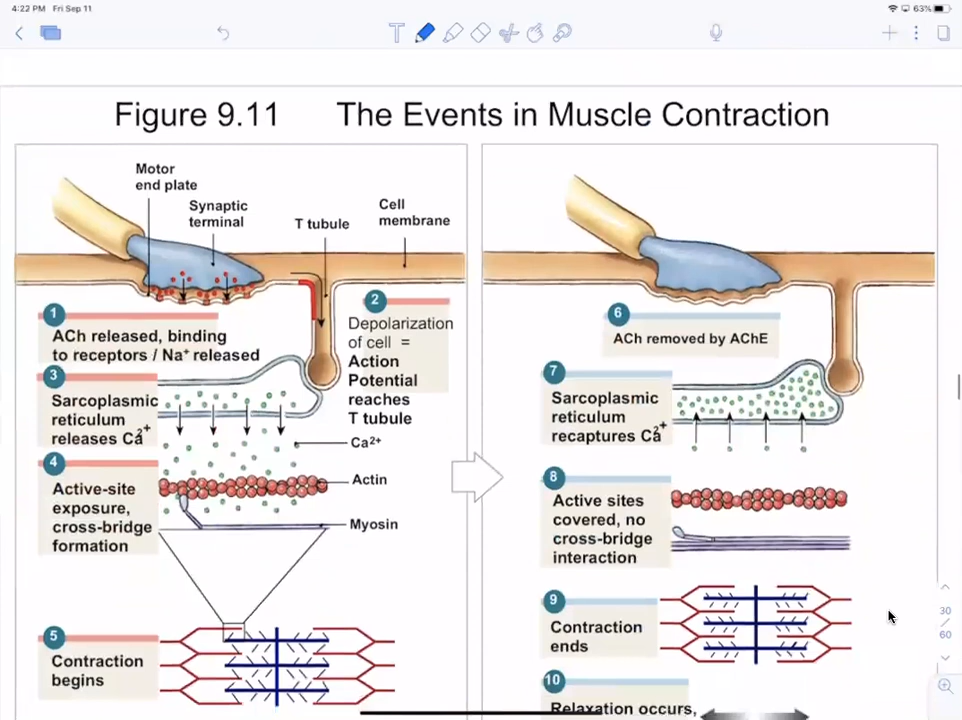 4:22 PM Fri Sep 11
63%
T
Figure 9.11 The Events in Muscle Contraction
Motor
end plate
Synaptic
terminal
T tubule
Cell
membrane
1
ACh released, binding
to receptors / Na⁺ released
2
Depolarization
of cell =
Action
Potential
reaches
T tubule
3
Sarcoplasmic
reticulum
releases Ca²⁺
Ca²⁺
4
Active-site
exposure,
cross-bridge
formation
Actin
Myosin
5
Contraction
begins
6
ACh removed by AChE
7
Sarcoplasmic
reticulum
recaptures Ca²⁺
8
Active sites
covered, no
cross-bridge
interaction
9
Contraction
ends
10
Relaxation occurs,
30
/
60